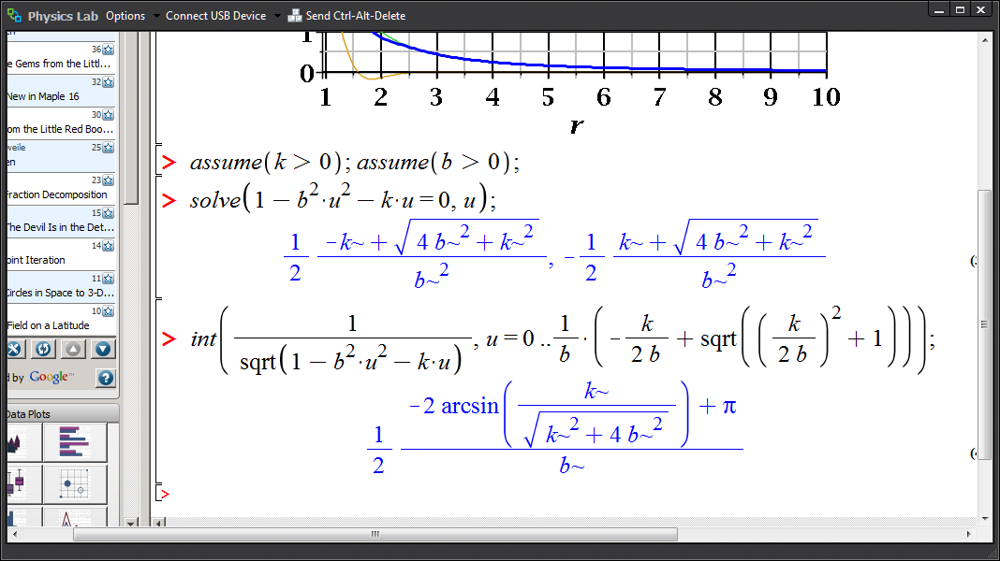 Physics Lab Options Connect USB Device Send Ctrl-Alt-Delete
36
e Gems from the Littl...
32
New in Maple 16
30
om the Little Red Boo...
weile 25
en
23
Fraction Decomposition
15
The Devil Is in the Det...
14
oint Iteration
11
Circles in Space to 3-D...
10
Field on a Latitude
d by Google™
Data Plots
1
0
1 2 3 4 5 6 7 8 9 10
r
> assume(k > 0); assume(b > 0);
> solve(1 − b²·u² − k·u = 0, u);
1/2 (-k~ + √(4 b~² + k~²))/b~², -1/2 (k~ + √(4 b~² + k~²))/b~²
> int(1/sqrt(1 − b²·u² − k·u), u = 0 .. 1/b·(-k/(2 b) + sqrt((k/(2 b))² + 1)));
1/2 (-2 arcsin(k~/√(k~² + 4 b~²)) + π)/b~
>